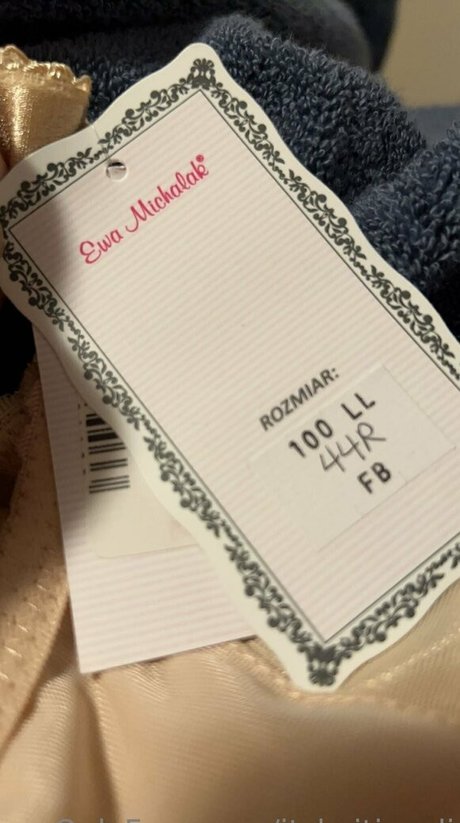 Ewa Michalak®
ROZMIAR:
100 LL
44R
FB